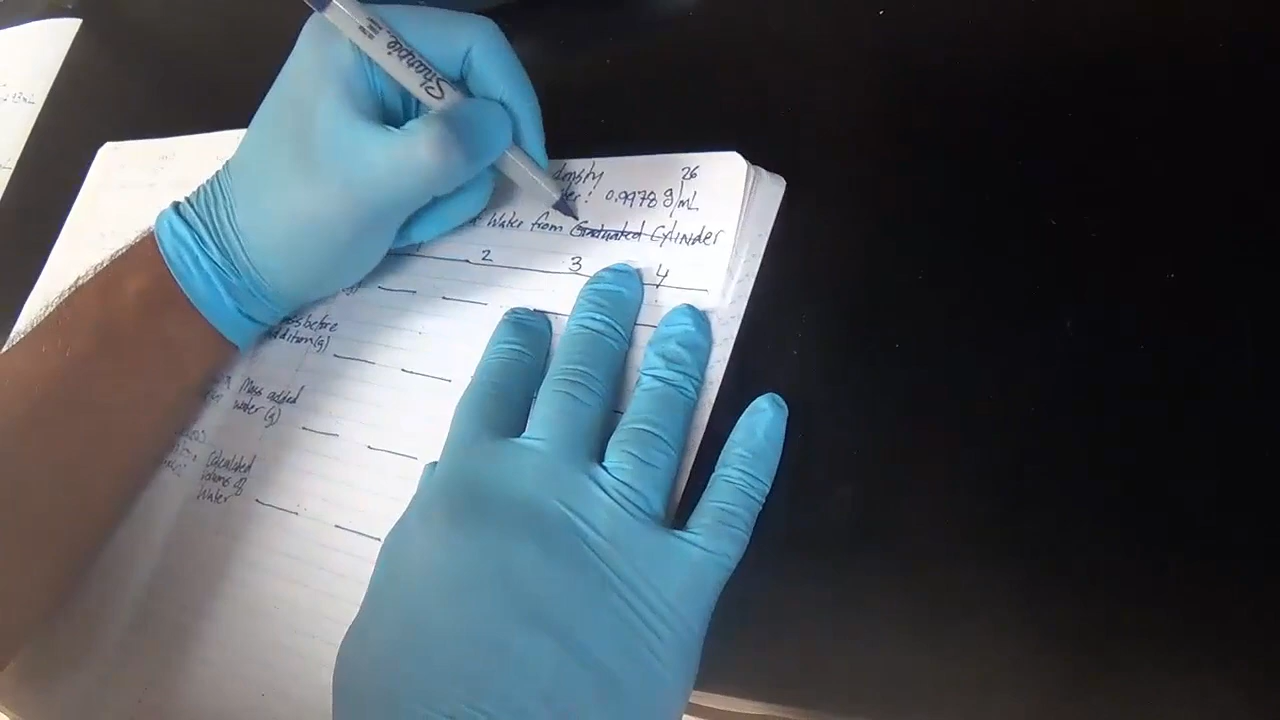 Sharpie
26
density
0.9978 g/mL
Water from Graduated CYLINder
2 3 4
before
addition(g)
Mass added
water (g)
Calculated
volume of
Water